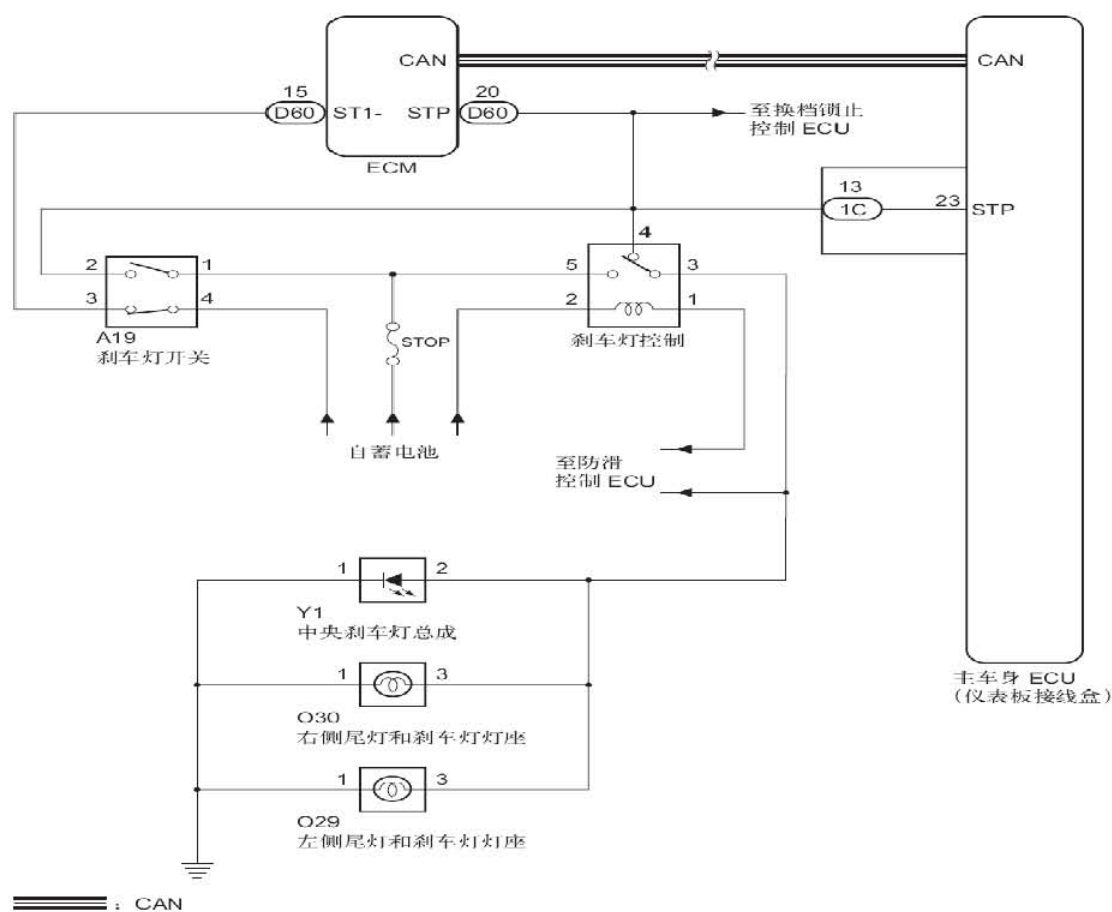 CAN
CAN
15
20
D60
ST1-
STP
D60
至换档锁止
控制 ECU
ECM
13
1C
23
STP
4
2
1
5
3
3
4
2
1
A19
刹车灯开关
STOP
刹车灯控制
自蓄电池
至防滑
控制 ECU
1
2
Y1
中央刹车灯总成
1
3
O30
右侧尾灯和刹车灯灯座
1
3
O29
左侧尾灯和刹车灯灯座
主车身 ECU
(仪表板接线盒)
: CAN